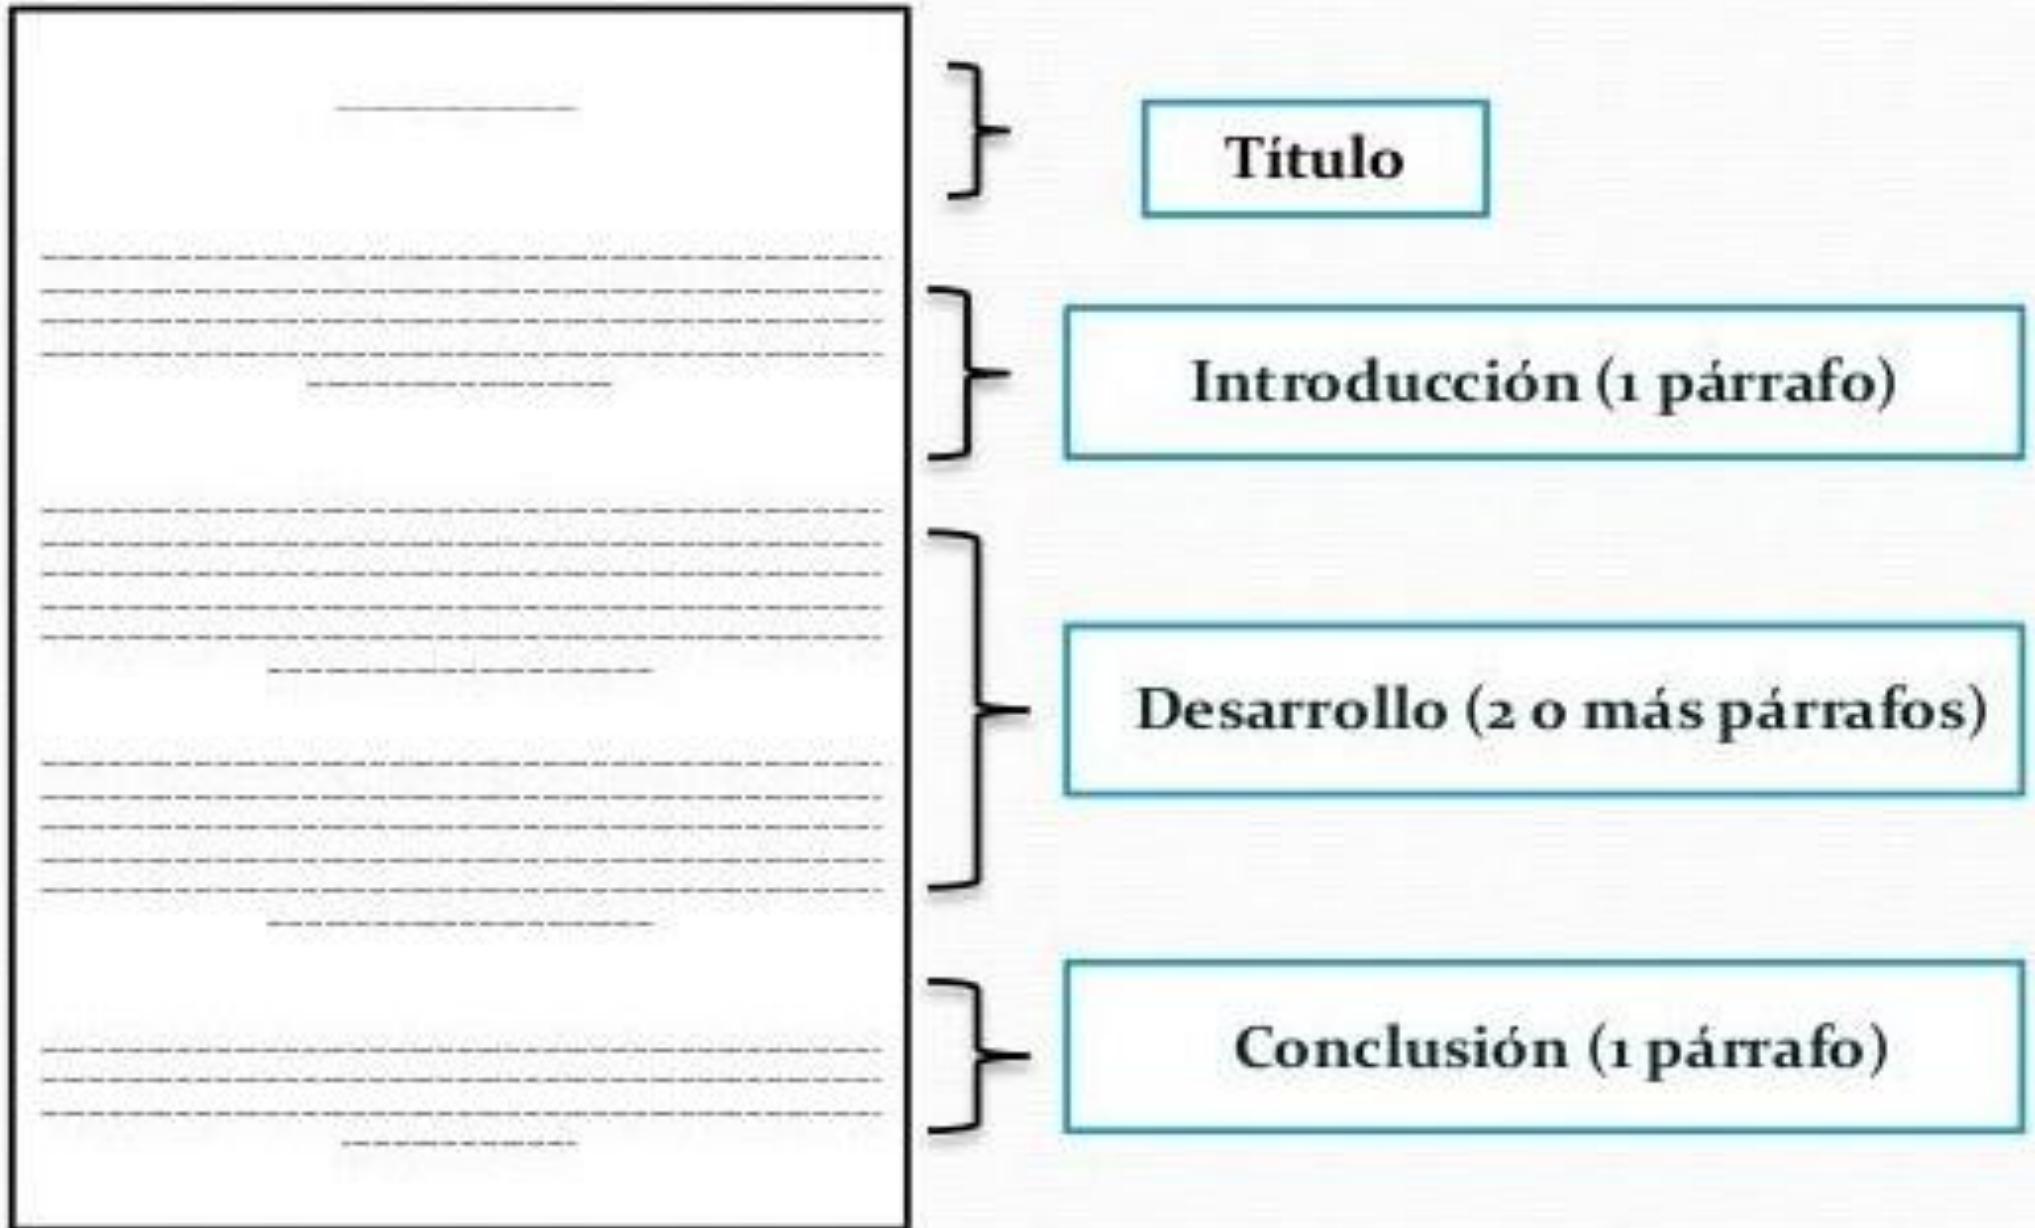 Título
Introducción (1 párrafo)
Desarrollo (2 o más párrafos)
Conclusión (1 párrafo)